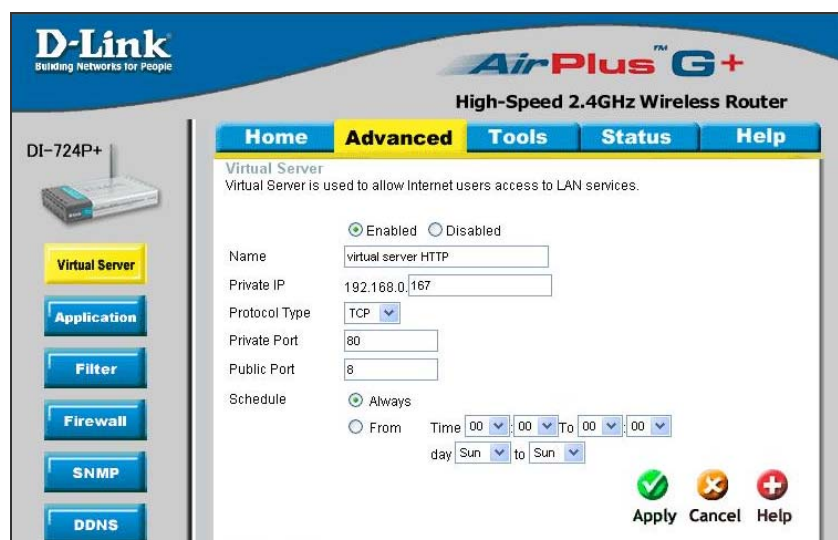 D-Link
Building Networks for People
AirPlus™ G+
High-Speed 2.4GHz Wireless Router
DI-724P+
Home Advanced Tools Status Help
Virtual Server
Virtual Server is used to allow Internet users access to LAN services.
Enabled Disabled
Name virtual server HTTP
Private IP 192.168.0.167
Protocol Type TCP
Private Port 80
Public Port 8
Schedule Always
From Time 00 : 00 To 00 : 00
day Sun to Sun
Apply Cancel Help
Virtual Server
Application
Filter
Firewall
SNMP
DDNS